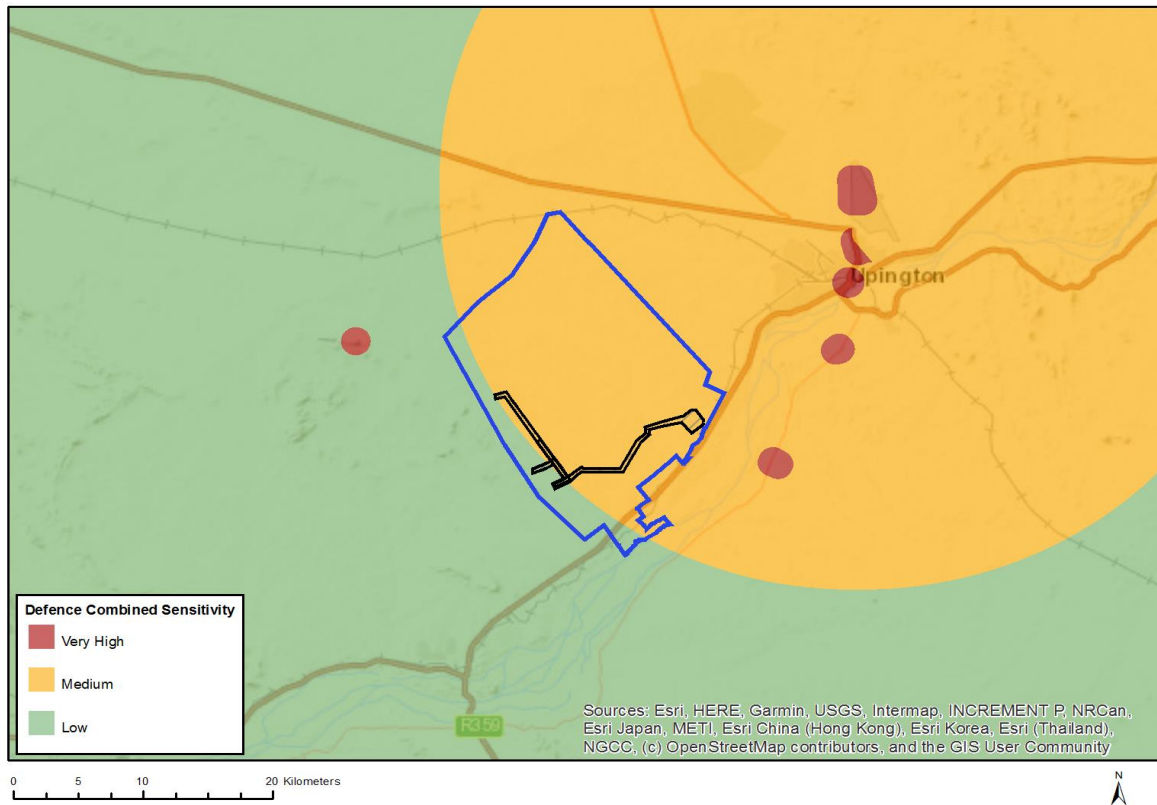 Upington
Defence Combined Sensitivity
Very High
Medium
Low
R359
Sources: Esri, HERE, Garmin, USGS, Intermap, INCREMENT P, NRCan,
Esri Japan, METI, Esri China (Hong Kong), Esri Korea, Esri (Thailand),
NGCC, (c) OpenStreetMap contributors, and the GIS User Community
0 5 10 20 Kilometers
N